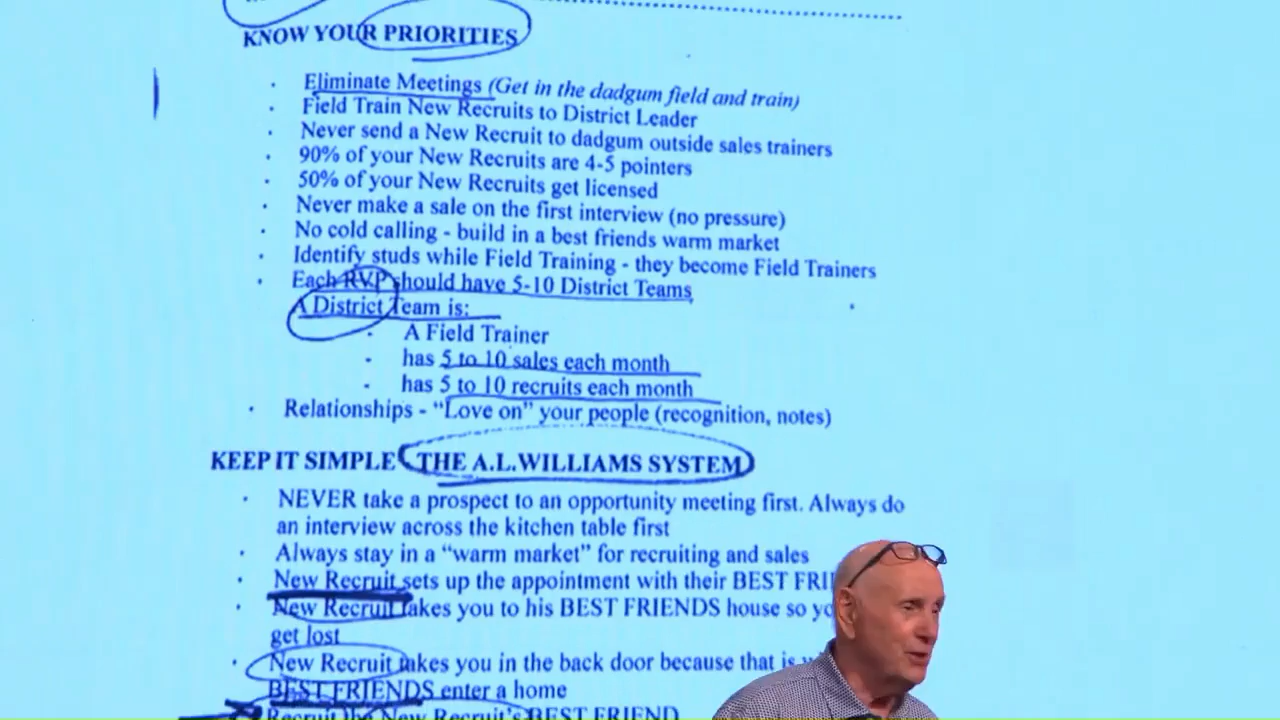 KNOW YOUR PRIORITIES
· Eliminate Meetings (Get in the dadgum field and train)
· Field Train New Recruits to District Leader
· Never send a New Recruit to dadgum outside sales trainers
· 90% of your New Recruits are 4-5 pointers
· 50% of your New Recruits get licensed
· Never make a sale on the first interview (no pressure)
· No cold calling - build in a best friends warm market
· Identify studs while Field Training - they become Field Trainers
· Each RVP should have 5-10 District Teams
A District Team is:
· A Field Trainer
· has 5 to 10 sales each month
· has 5 to 10 recruits each month
· Relationships - “Love on” your people (recognition, notes)
KEEP IT SIMPLE (THE A.L.WILLIAMS SYSTEM)
· NEVER take a prospect to an opportunity meeting first. Always do
an interview across the kitchen table first
· Always stay in a “warm market” for recruiting and sales
· New Recruit sets up the appointment with their BEST FRI
· New Recruit takes you to his BEST FRIENDS house so yo
get lost
· New Recruit takes you in the back door because that is
BEST FRIENDS enter a home
Recruit the New Recruit's BEST FRIEND